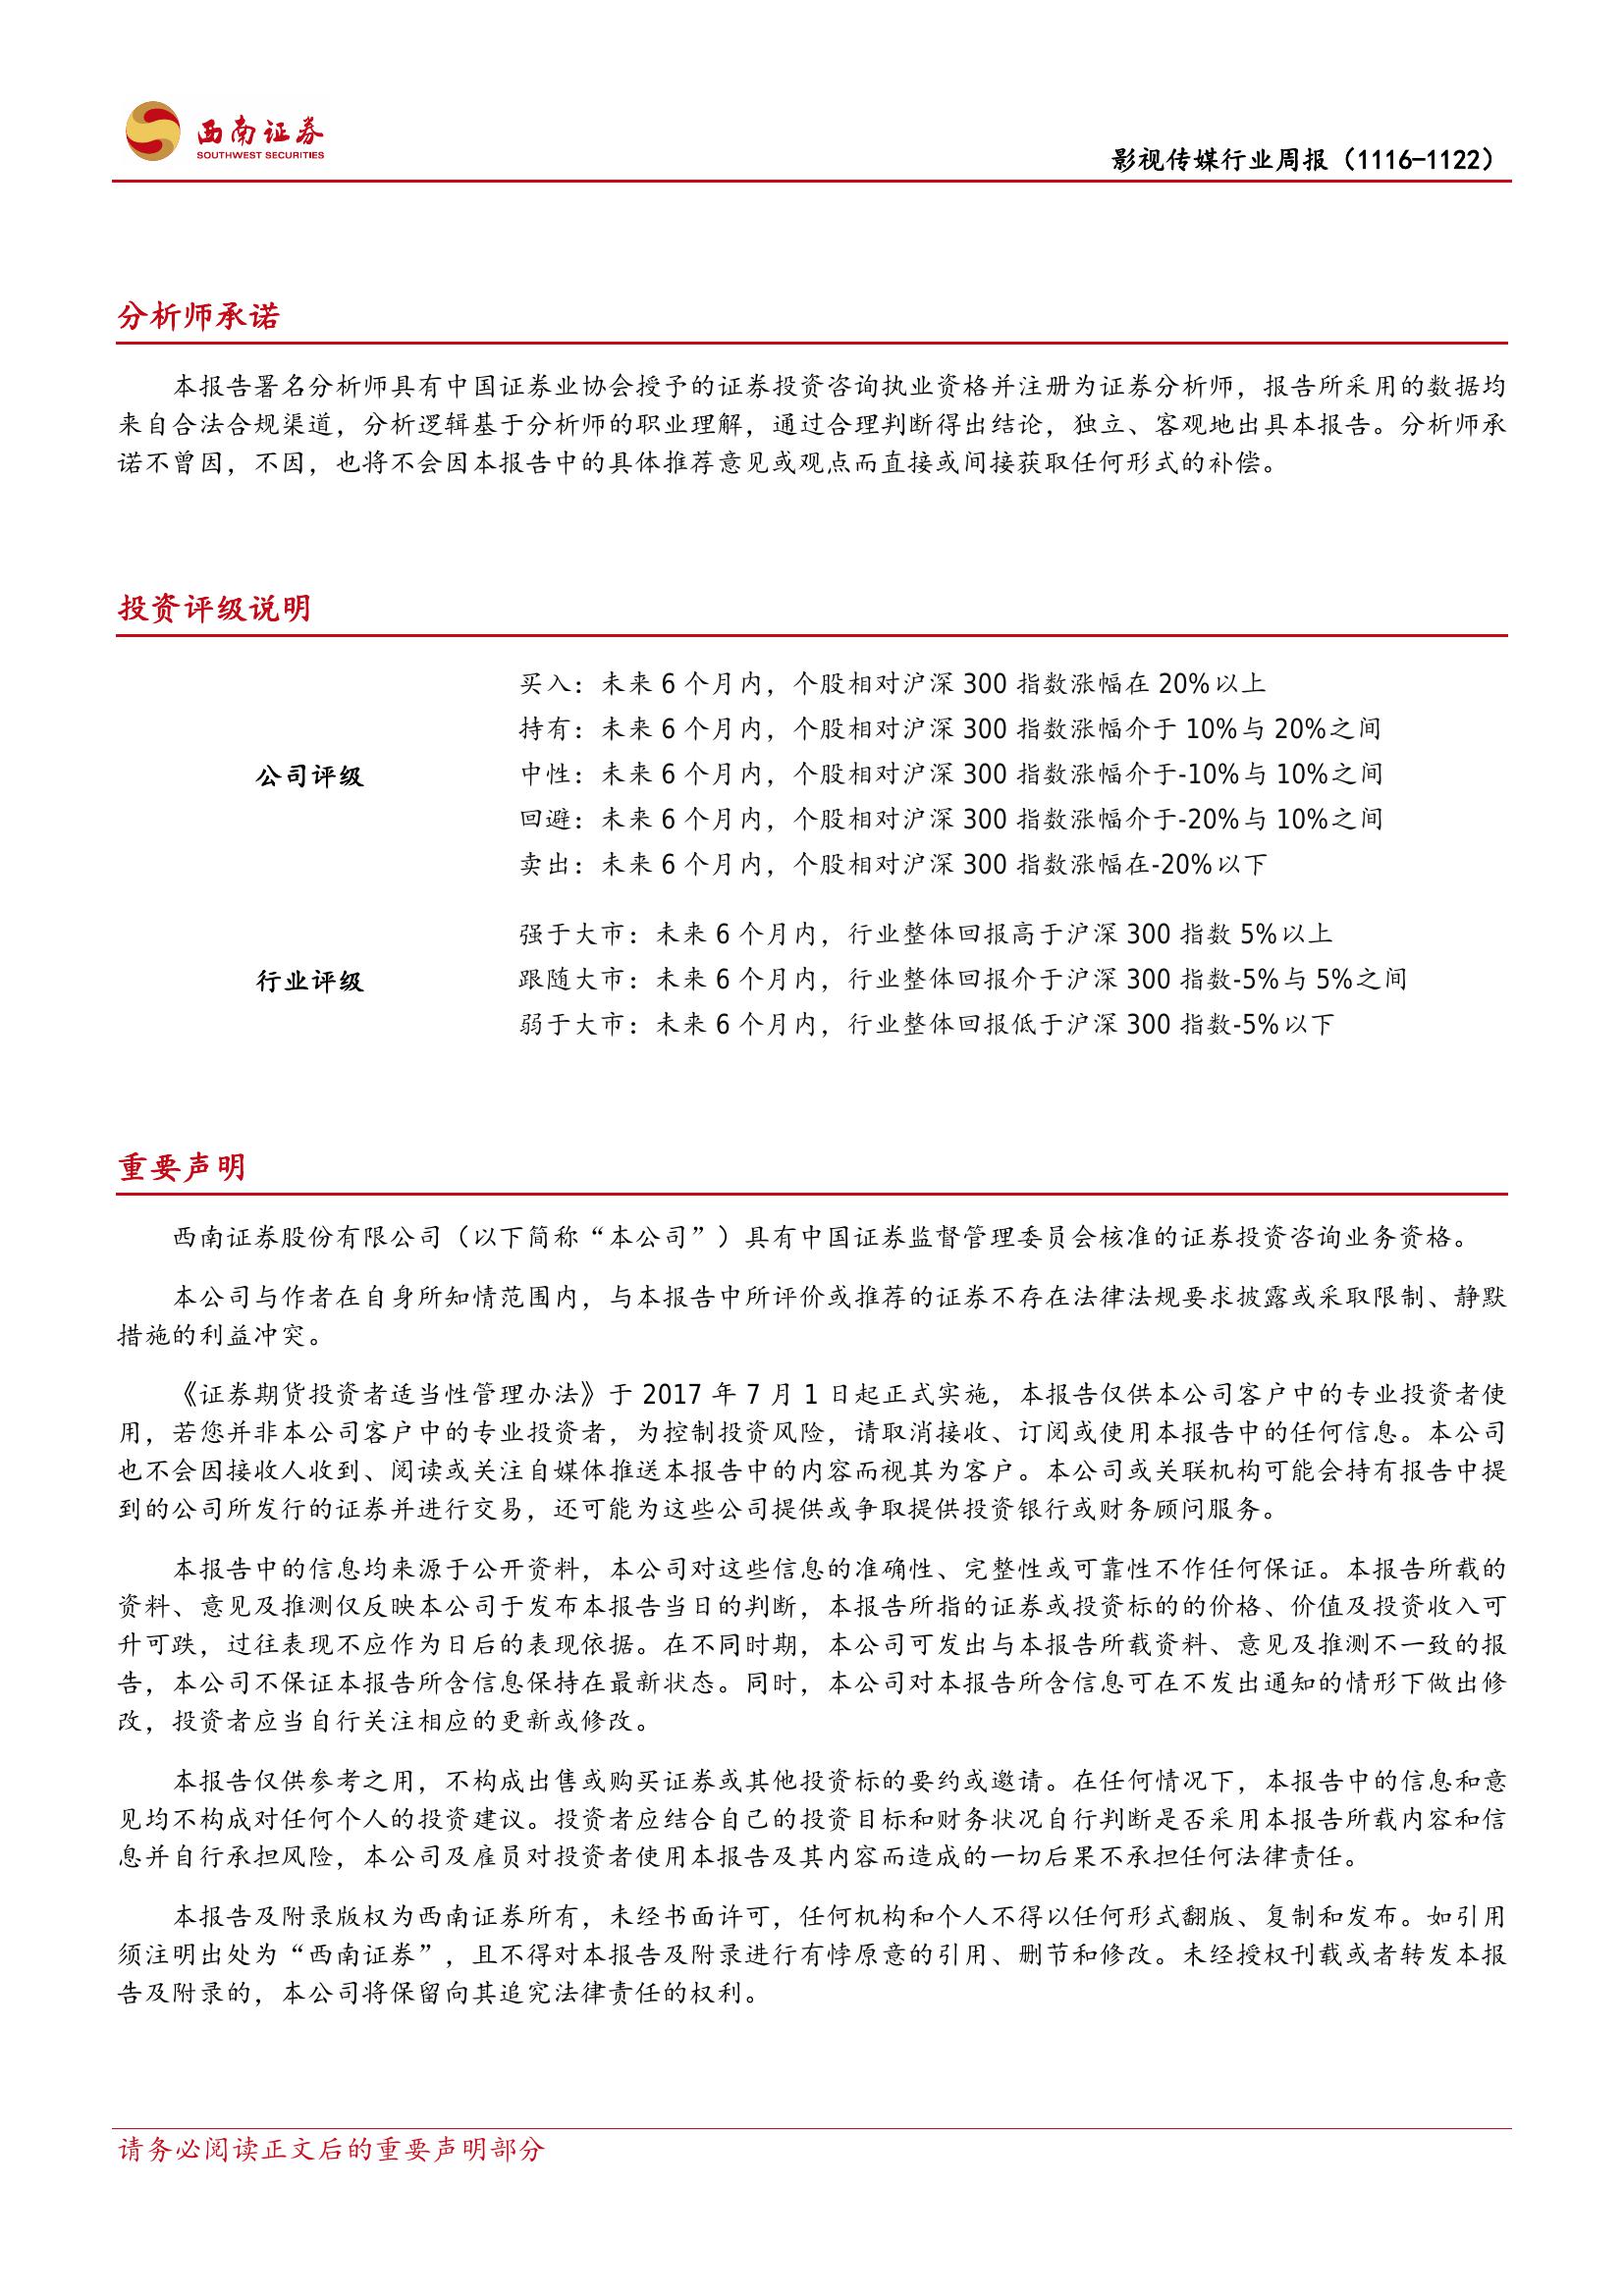 西南证券
SOUTHWEST SECURITIES
影视传媒行业周报（1116-1122）
分析师承诺
本报告署名分析师具有中国证券业协会授予的证券投资咨询执业资格并注册为证券分析师，报告所采用的数据均
来自合法合规渠道，分析逻辑基于分析师的职业理解，通过合理判断得出结论，独立、客观地出具本报告。分析师承
诺不曾因，不因，也将不会因本报告中的具体推荐意见或观点而直接或间接获取任何形式的补偿。
投资评级说明
公司评级
买入：未来 6 个月内，个股相对沪深 300 指数涨幅在 20%以上
持有：未来 6 个月内，个股相对沪深 300 指数涨幅介于 10%与 20%之间
中性：未来 6 个月内，个股相对沪深 300 指数涨幅介于-10%与 10%之间
回避：未来 6 个月内，个股相对沪深 300 指数涨幅介于-20%与 10%之间
卖出：未来 6 个月内，个股相对沪深 300 指数涨幅在-20%以下
行业评级
强于大市：未来 6 个月内，行业整体回报高于沪深 300 指数 5%以上
跟随大市：未来 6 个月内，行业整体回报介于沪深 300 指数-5%与 5%之间
弱于大市：未来 6 个月内，行业整体回报低于沪深 300 指数-5%以下
重要声明
西南证券股份有限公司（以下简称“本公司”）具有中国证券监督管理委员会核准的证券投资咨询业务资格。
本公司与作者在自身所知情范围内，与本报告中所评价或推荐的证券不存在法律法规要求披露或采取限制、静默
措施的利益冲突。
《证券期货投资者适当性管理办法》于 2017 年 7 月 1 日起正式实施，本报告仅供本公司客户中的专业投资者使
用，若您并非本公司客户中的专业投资者，为控制投资风险，请取消接收、订阅或使用本报告中的任何信息。本公司
也不会因接收人收到、阅读或关注自媒体推送本报告中的内容而视其为客户。本公司或关联机构可能会持有报告中提
到的公司所发行的证券并进行交易，还可能为这些公司提供或争取提供投资银行或财务顾问服务。
本报告中的信息均来源于公开资料，本公司对这些信息的准确性、完整性或可靠性不作任何保证。本报告所载的
资料、意见及推测仅反映本公司于发布本报告当日的判断，本报告所指的证券或投资标的的价格、价值及投资收入可
升可跌，过往表现不应作为日后的表现依据。在不同时期，本公司可发出与本报告所载资料、意见及推测不一致的报
告，本公司不保证本报告所含信息保持在最新状态。同时，本公司对本报告所含信息可在不发出通知的情形下做出修
改，投资者应当自行关注相应的更新或修改。
本报告仅供参考之用，不构成出售或购买证券或其他投资标的要约或邀请。在任何情况下，本报告中的信息和意
见均不构成对任何个人的投资建议。投资者应结合自己的投资目标和财务状况自行判断是否采用本报告所载内容和信
息并自行承担风险，本公司及雇员对投资者使用本报告及其内容而造成的一切后果不承担任何法律责任。
本报告及附录版权为西南证券所有，未经书面许可，任何机构和个人不得以任何形式翻版、复制和发布。如引用
须注明出处为“西南证券”，且不得对本报告及附录进行有悖原意的引用、删节和修改。未经授权刊载或者转发本报
告及附录的，本公司将保留向其追究法律责任的权利。
请务必阅读正文后的重要声明部分